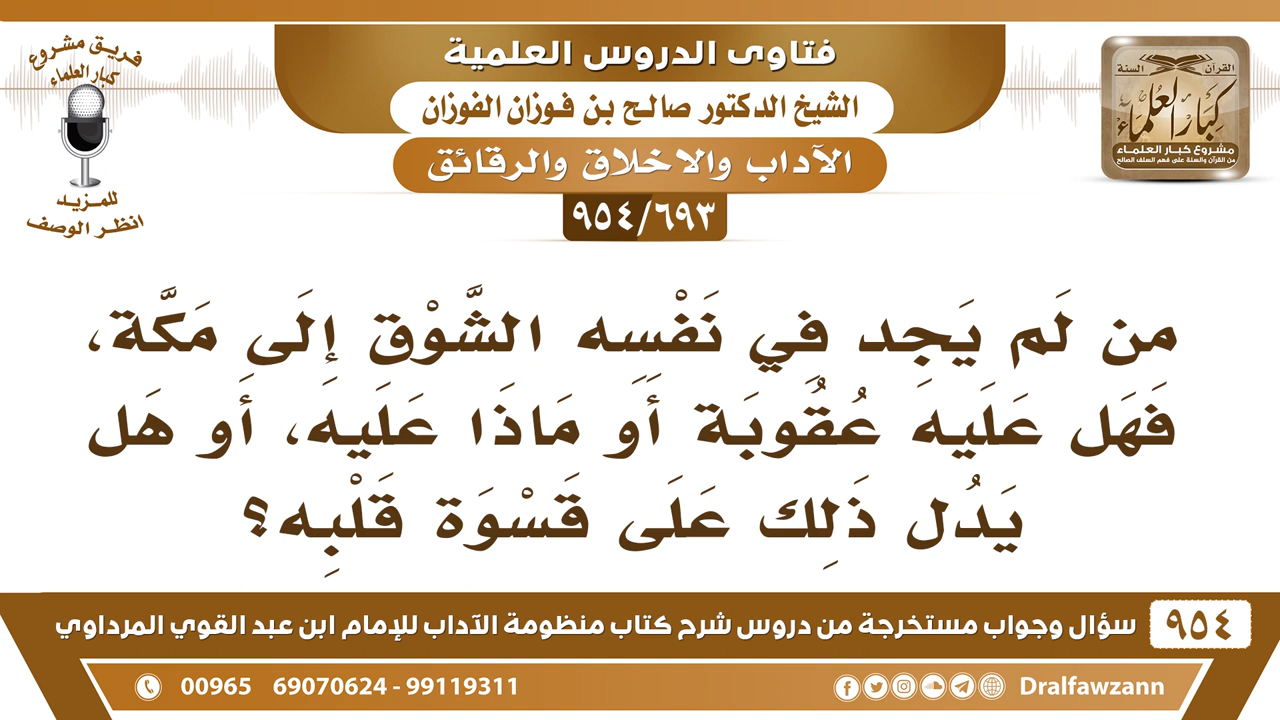 فتاوى الدروس العلمية
الشيخ الدكتور صالح بن فوزان الفوزان
الآداب والاخلاق والرقائق
٩٥٤/٦٩٣
فريق مشروع
كبار العلماء
للمزيد
انظر الوصف
القرآن السنة
كبار العلماء
مشروع كبار العلماء
من القرآن والسنة على فهم السلف الصالح
من لَم يَجِد في نَفْسِه الشَّوْق إلَى مَكَّة،
فَهَل عَلَيهَ عُقُوبَة أَوَ مَاذَا عَلَيهَ، أَو هَل
يَدُل ذَلِك عَلَى قَسْوَة قَلْبِه؟
٩٥٤ سؤال وجواب مستخرجة من دروس شرح كتاب منظومة الآداب للإمام ابن عبد القوي المرداوي
00965 69070624 - 99119311
Dralfawzann